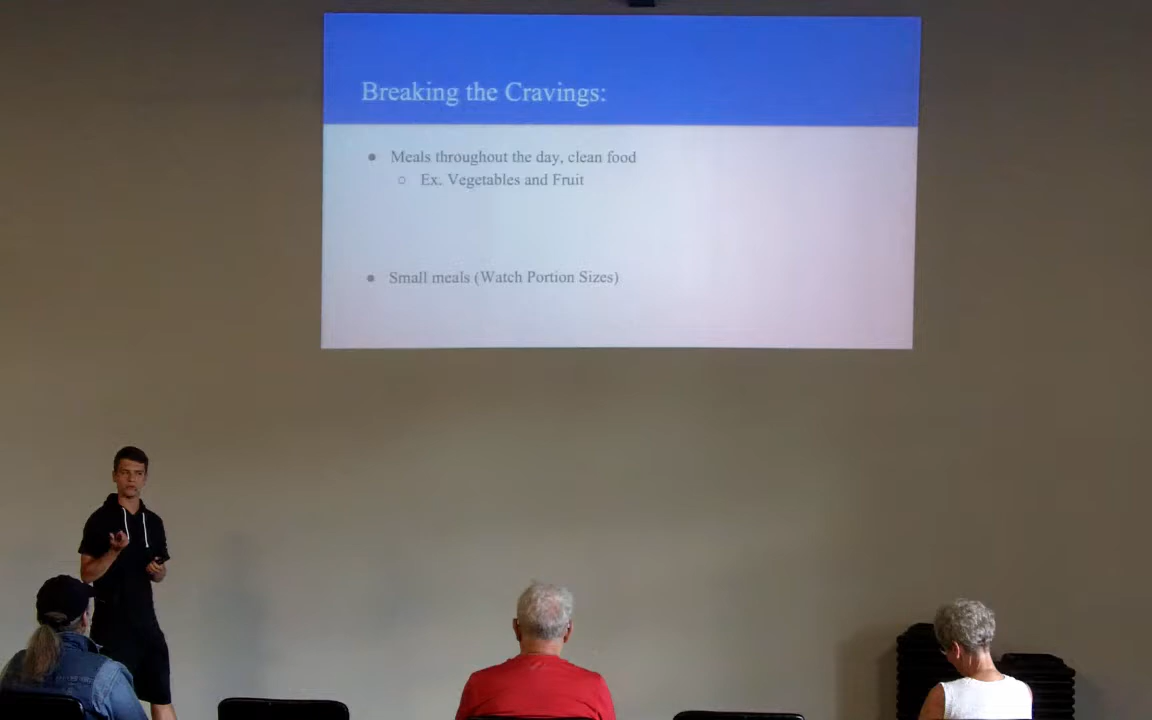 Breaking the Cravings:
● Meals throughout the day, clean food
○ Ex. Vegetables and Fruit
● Small meals (Watch Portion Sizes)